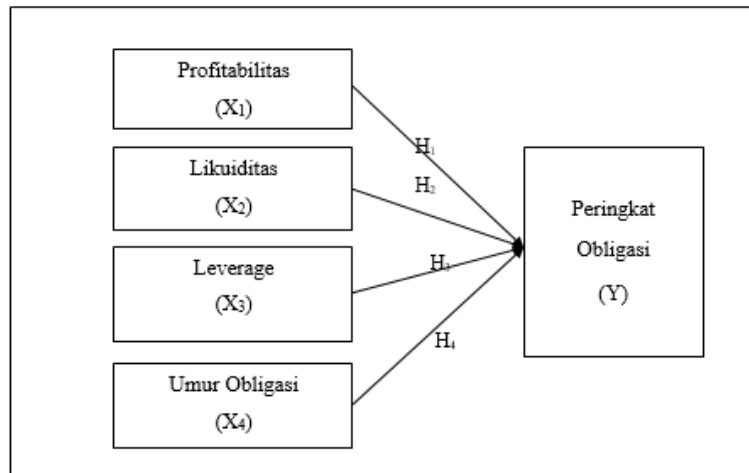 Profitabilitas
(X₁)
H₁
Likuiditas
(X₂)
H₂
Peringkat
Obligasi
(Y)
Leverage
(X₃)
H₃
Umur Obligasi
(X₄)
H₄